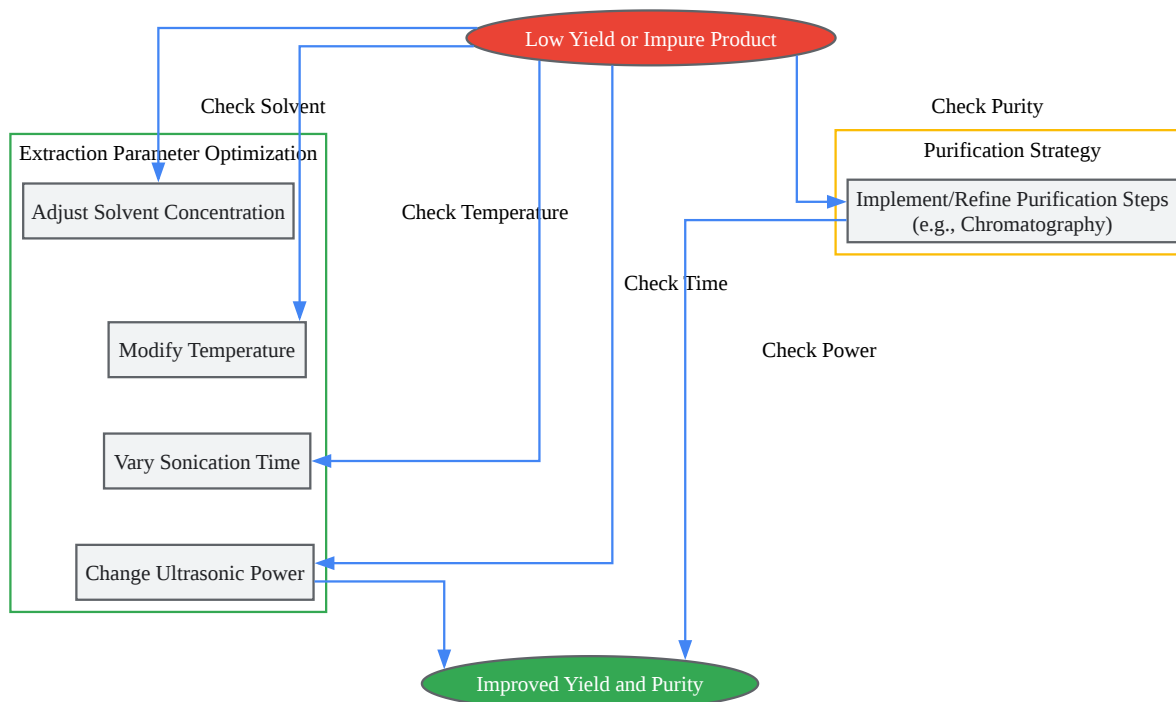 Low Yield or Impure Product
Check Solvent
Check Purity
Extraction Parameter Optimization
Purification Strategy
Adjust Solvent Concentration
Check Temperature
Implement/Refine Purification Steps
(e.g., Chromatography)
Check Time
Modify Temperature
Check Power
Vary Sonication Time
Change Ultrasonic Power
Improved Yield and Purity